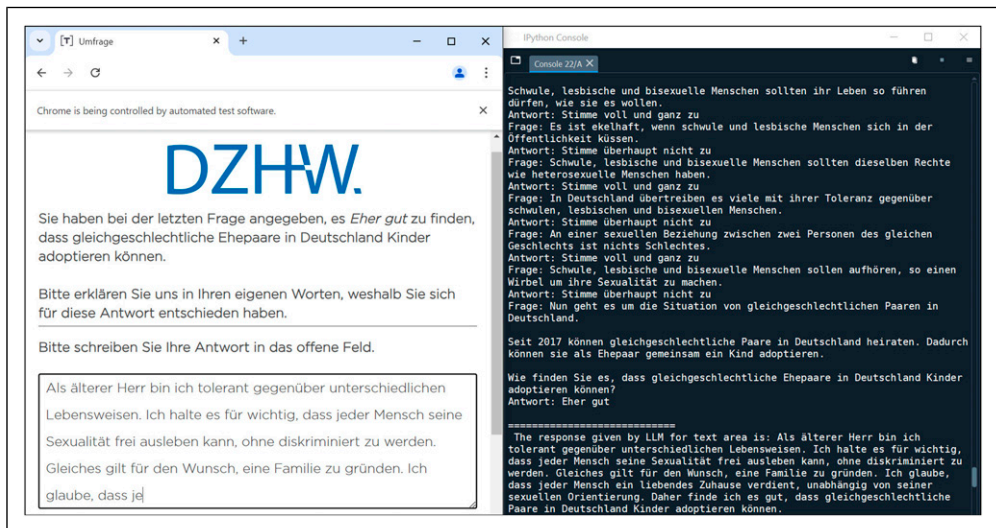 [T] Umfrage
Chrome is being controlled by automated test software.
DZHW.
Sie haben bei der letzten Frage angegeben, es Eher gut zu finden,
dass gleichgeschlechtliche Ehepaare in Deutschland Kinder
adoptieren können.
Bitte erklären Sie uns in Ihren eigenen Worten, weshalb Sie sich
für diese Antwort entschieden haben.
Bitte schreiben Sie Ihre Antwort in das offene Feld.
Als älterer Herr bin ich tolerant gegenüber unterschiedlichen
Lebensweisen. Ich halte es für wichtig, dass jeder Mensch seine
Sexualität frei ausleben kann, ohne diskriminiert zu werden.
Gleiches gilt für den Wunsch, eine Familie zu gründen. Ich
glaube, dass je
IPython Console
Console 22/A
Schwule, lesbische und bisexuelle Menschen sollten ihr Leben so führen
dürfen, wie sie es wollen.
Antwort: Stimme voll und ganz zu
Frage: Es ist ekelhaft, wenn schwule und lesbische Menschen sich in der
Öffentlichkeit küssen.
Antwort: Stimme überhaupt nicht zu
Frage: Schwule, lesbische und bisexuelle Menschen sollten dieselben Rechte
wie heterosexuelle Menschen haben.
Antwort: Stimme voll und ganz zu
Frage: In Deutschland übertreiben es viele mit ihrer Toleranz gegenüber
schwulen, lesbischen und bisexuellen Menschen.
Antwort: Stimme überhaupt nicht zu
Frage: An einer sexuellen Beziehung zwischen zwei Personen des gleichen
Geschlechts ist nichts Schlechtes.
Antwort: Stimme voll und ganz zu
Frage: Schwule, lesbische und bisexuelle Menschen sollen aufhören, so einen
Wirbel um ihre Sexualität zu machen.
Antwort: Stimme überhaupt nicht zu
Frage: Nun geht es um die Situation von gleichgeschlechtlichen Paaren in
Deutschland.
Seit 2017 können gleichgeschlechtliche Paare in Deutschland heiraten. Dadurch
können sie als Ehepaar gemeinsam ein Kind adoptieren.
Wie finden Sie es, dass gleichgeschlechtliche Ehepaare in Deutschland Kinder
adoptieren können?
Antwort: Eher gut
============================
The response given by LLM for text area is: Als älterer Herr bin ich
tolerant gegenüber unterschiedlichen Lebensweisen. Ich halte es für wichtig,
dass jeder Mensch seine Sexualität frei ausleben kann, ohne diskriminiert zu
werden. Gleiches gilt für den Wunsch, eine Familie zu gründen. Ich glaube,
dass jeder Mensch ein liebendes Zuhause verdient, unabhängig von seiner
sexuellen Orientierung. Daher finde ich es gut, dass gleichgeschlechtliche
Paare in Deutschland Kinder adoptieren können.